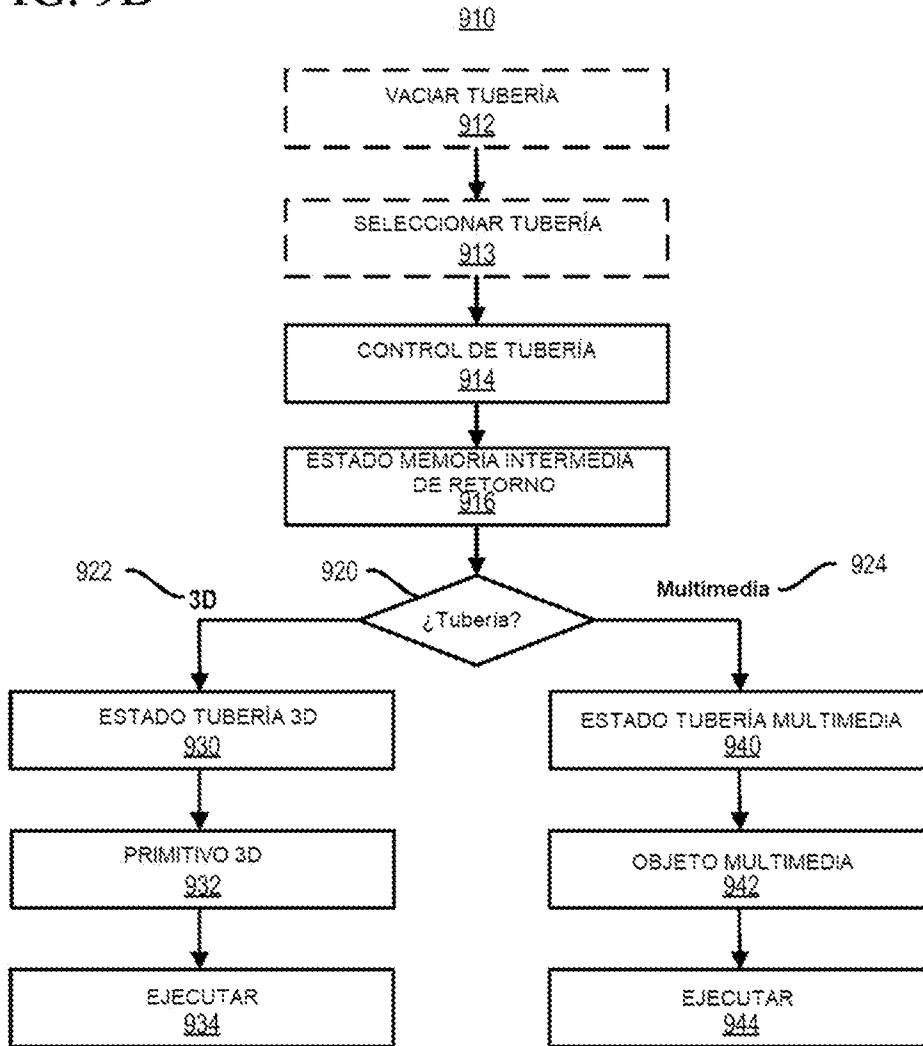 910
VACIAR TUBERÍA
912
SELECCIONAR TUBERÍA
913
CONTROL DE TUBERÍA
914
ESTADO MEMORIA INTERMEDIA
DE RETORNO
916
922
3D
920
¿Tubería?
Multimedia
924
ESTADO TUBERÍA 3D
930
ESTADO TUBERÍA MULTIMEDIA
940
PRIMITIVO 3D
932
OBJETO MULTIMEDIA
942
EJECUTAR
934
EJECUTAR
944